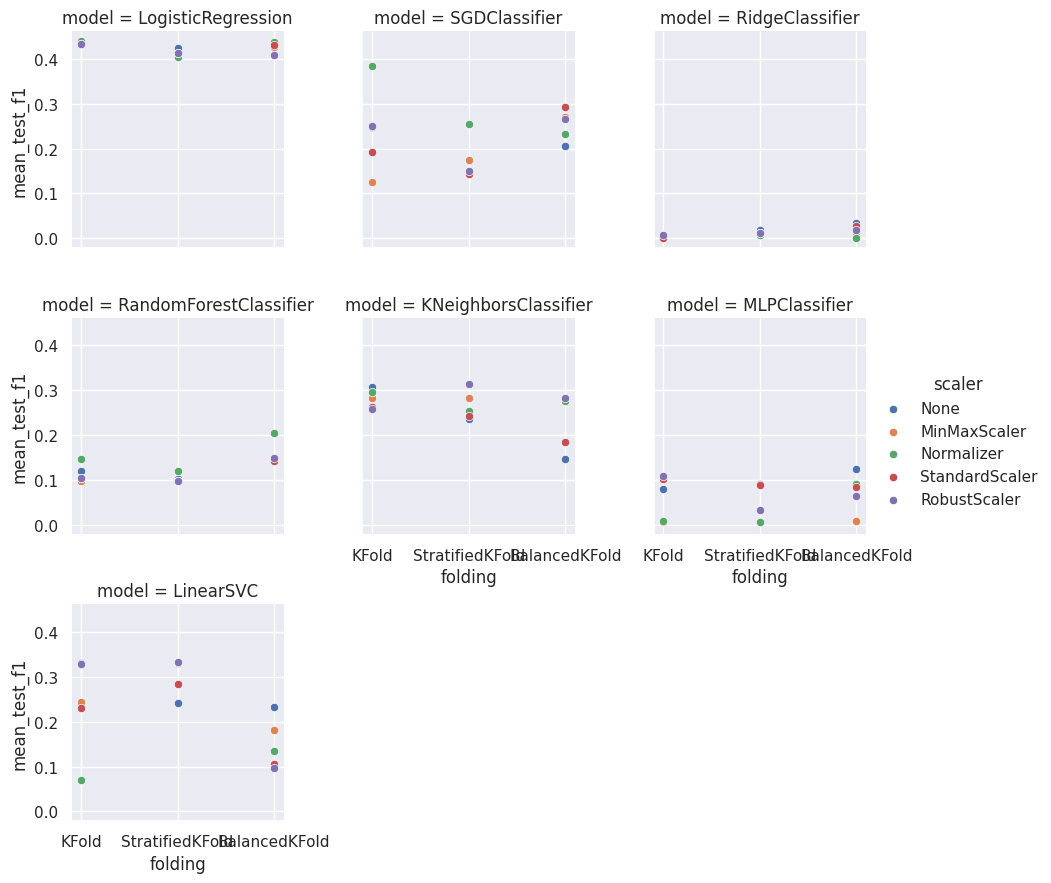 model = LogisticRegression
model = SGDClassifier
model = RidgeClassifier
mean_test_f1
0.4
0.3
0.2
0.1
0.0
model = RandomForestClassifier
model = KNeighborsClassifier
model = MLPClassifier
mean_test_f1
0.4
0.3
0.2
0.1
0.0
KFold
StratifiedKFold
BalancedKFold
folding
KFold
StratifiedKFold
BalancedKFold
folding
scaler
None
MinMaxScaler
Normalizer
StandardScaler
RobustScaler
model = LinearSVC
mean_test_f1
0.4
0.3
0.2
0.1
0.0
KFold
StratifiedKFold
BalancedKFold
folding